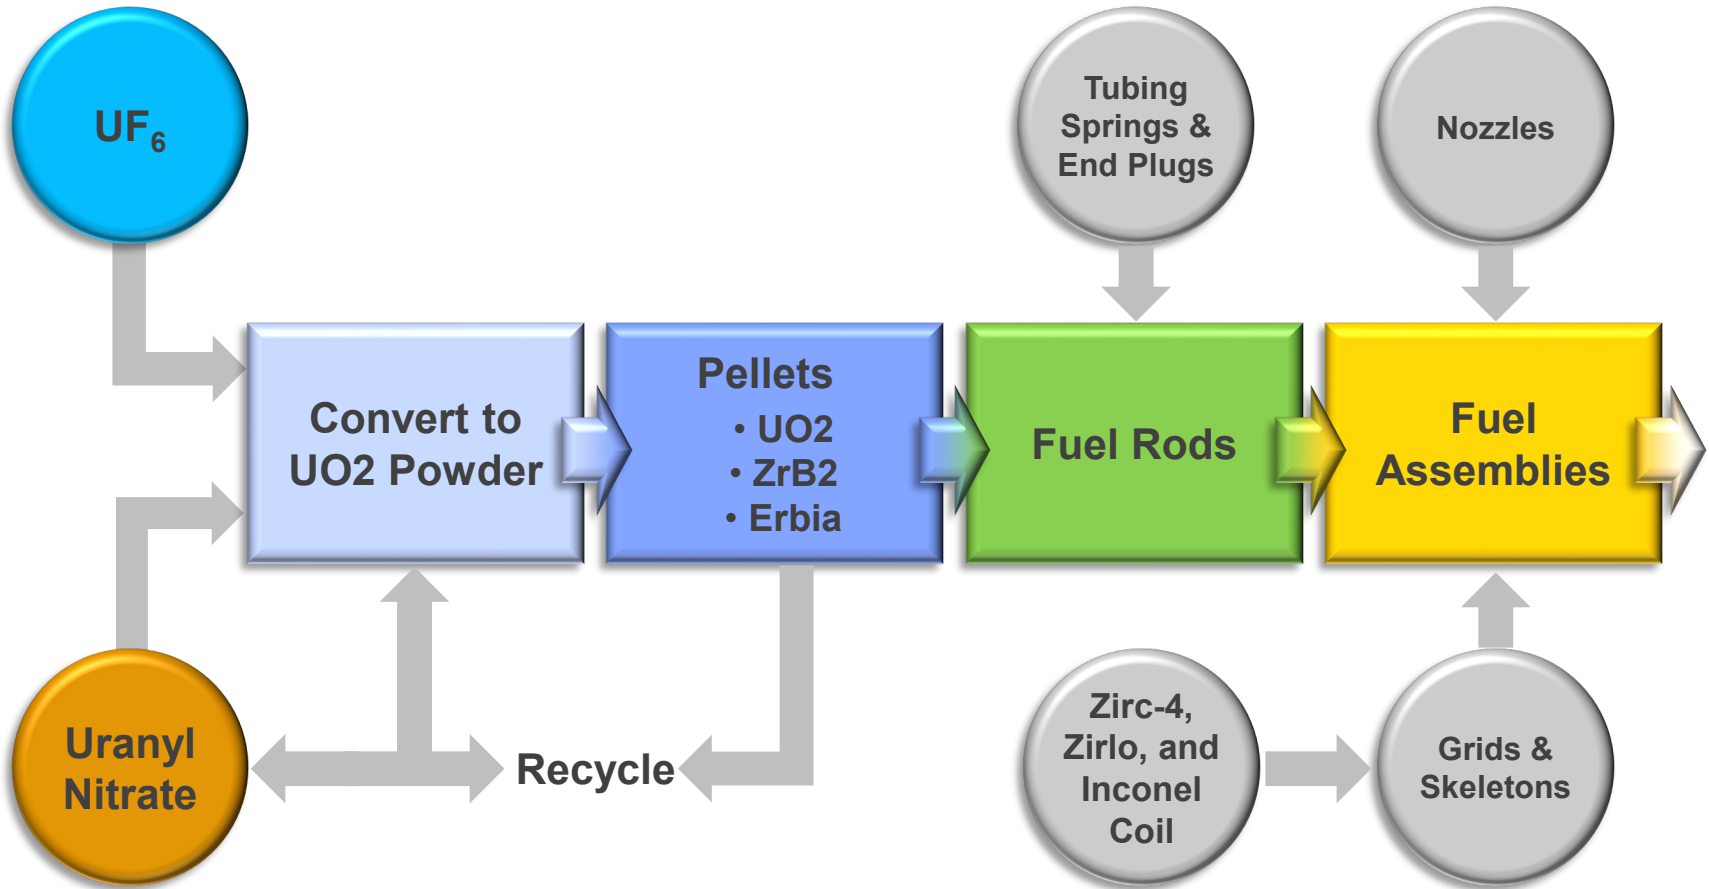 UF₆
Tubing
Springs &
End Plugs
Nozzles
Convert to
UO2 Powder
Pellets
• UO2
• ZrB2
• Erbia
Fuel Rods
Fuel
Assemblies
Uranyl
Nitrate
Recycle
Zirc-4,
Zirlo, and
Inconel
Coil
Grids &
Skeletons